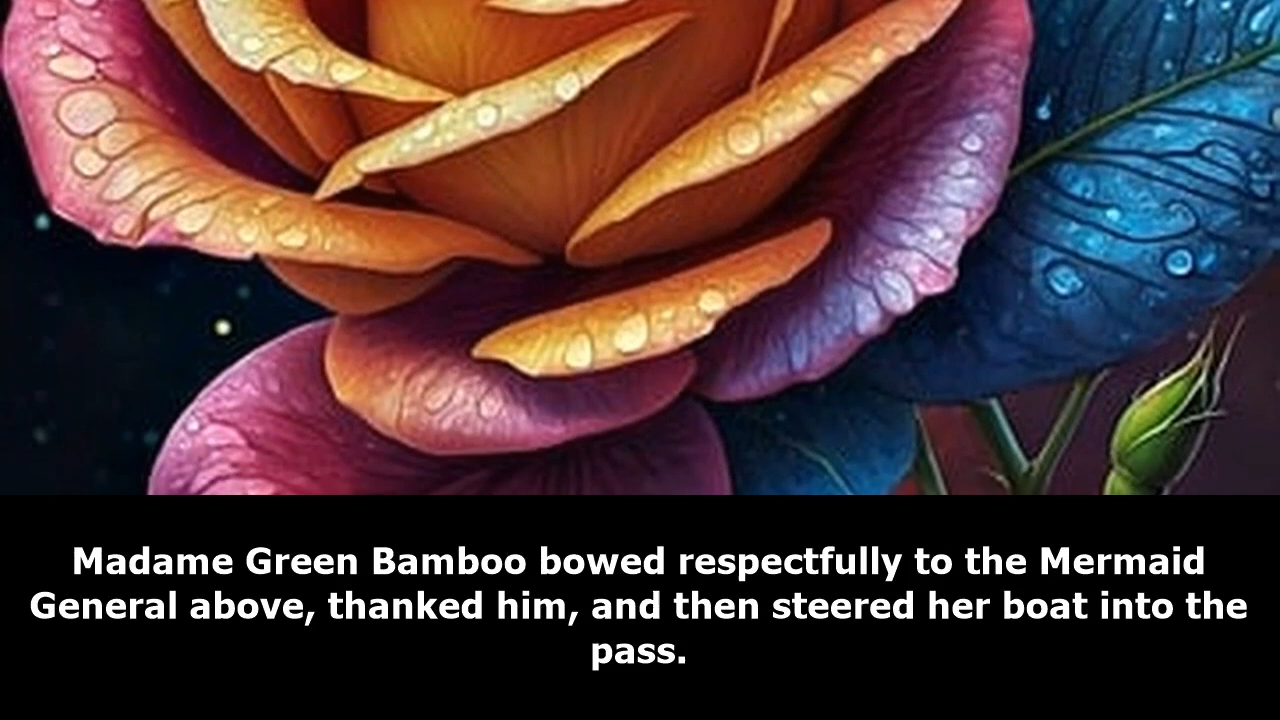 Madame Green Bamboo bowed respectfully to the Mermaid
General above, thanked him, and then steered her boat into the
pass.